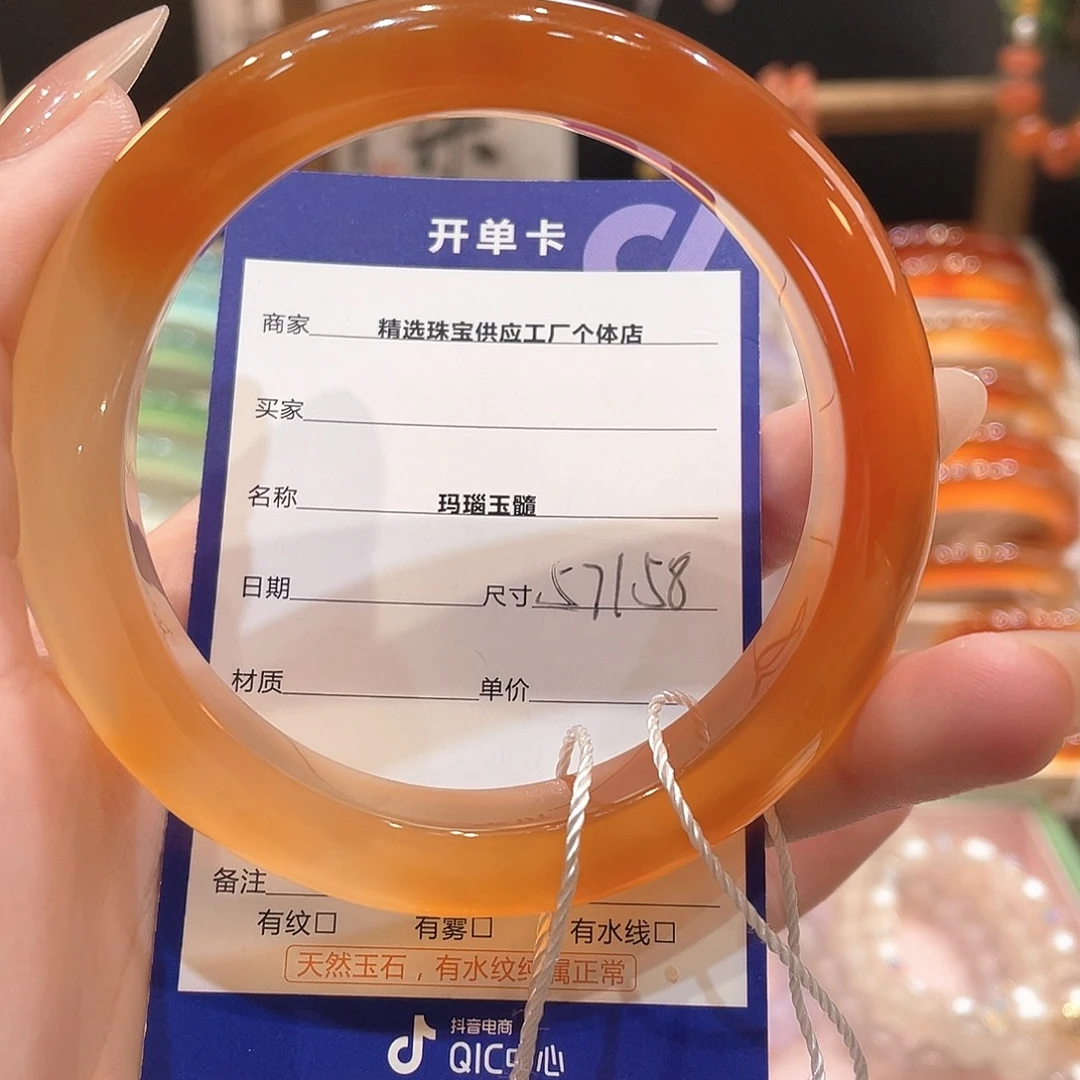 开单卡
商家 精选珠宝供应工厂个体店
买家
名称 玛瑙玉髓
日期 尺寸 57/58
材质 单价
备注
有纹□ 有雾□ 有水线□
天然玉石，有水纹纯属正常
抖音电商
QIC中心